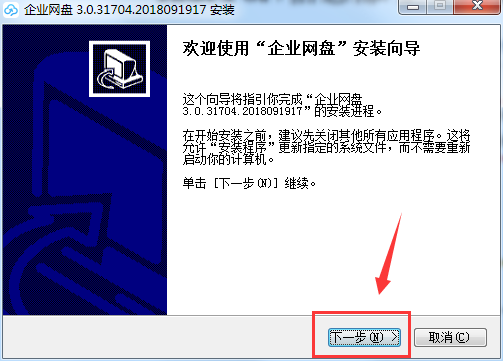 企业网盘 3.0.31704.2018091917 安装
欢迎使用“企业网盘”安装向导
这个向导将指引你完成“企业网盘
3.0.31704.2018091917”的安装进程。
在开始安装之前，建议先关闭其他所有应用程序。这将
允许“安装程序”更新指定的系统文件，而不需要重新
启动你的计算机。
单击 [下一步(N)] 继续。
下一步(N) >
取消(C)